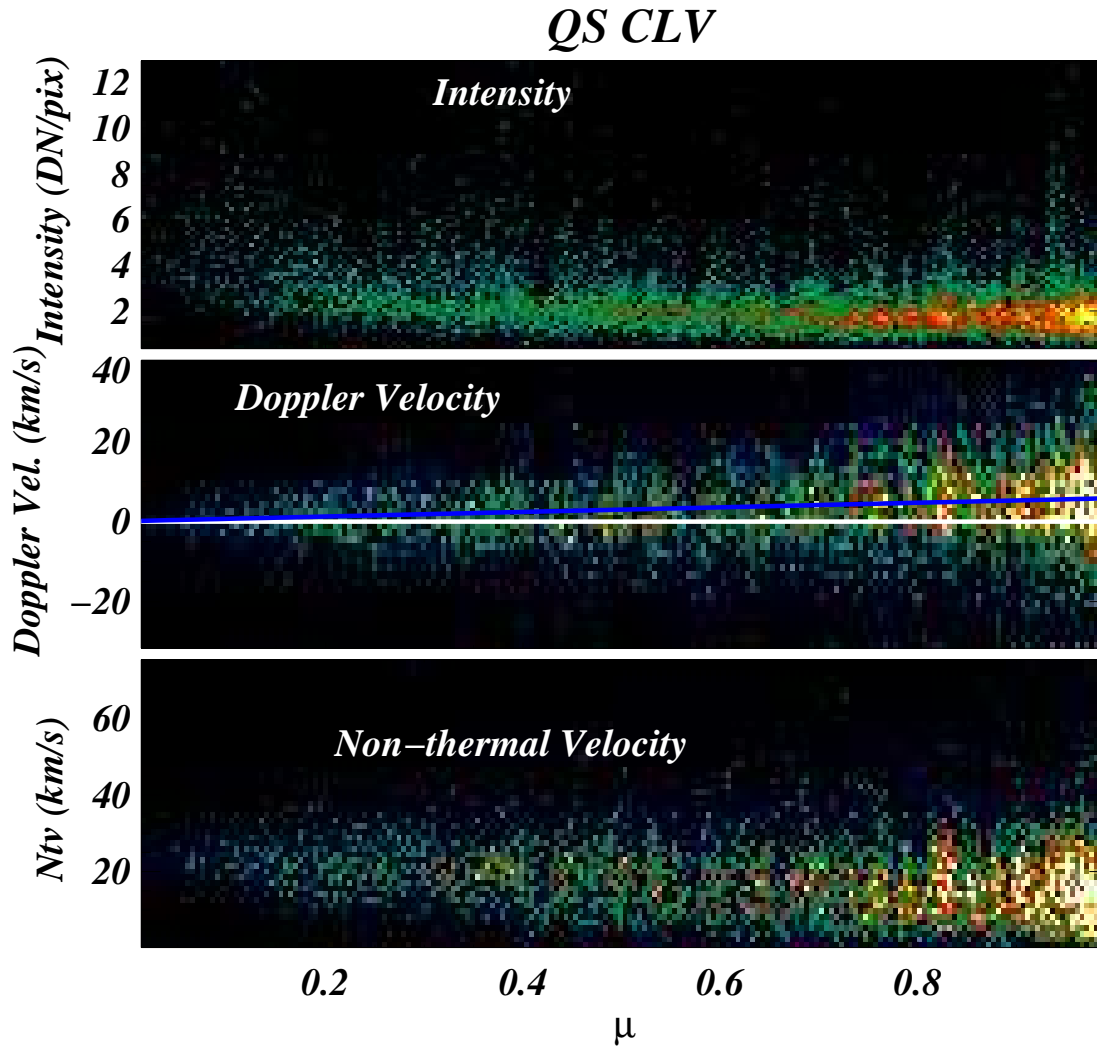 QS CLV
Intensity (DN/pix)
12
10
8
6
4
2
Intensity
Doppler Vel. (km/s)
40
20
0
−20
Doppler Velocity
Ntv (km/s)
60
40
20
Non−thermal Velocity
0.2 0.4 0.6 0.8
μ